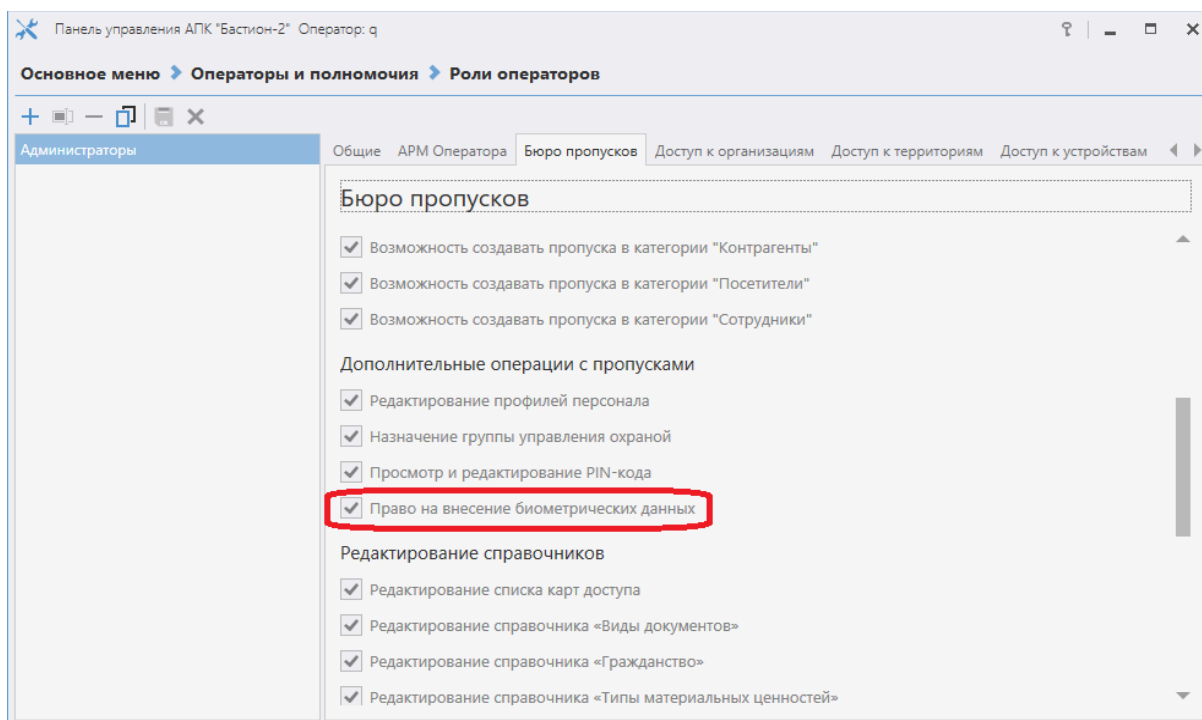 Панель управления АПК "Бастион-2" Оператор: q
Основное меню Операторы и полномочия Роли операторов
Администраторы
Общие АРМ Оператора Бюро пропусков Доступ к организациям Доступ к территориям Доступ к устройствам
Бюро пропусков
Возможность создавать пропуска в категории "Контрагенты"
Возможность создавать пропуска в категории "Посетители"
Возможность создавать пропуска в категории "Сотрудники"
Дополнительные операции с пропусками
Редактирование профилей персонала
Назначение группы управления охраной
Просмотр и редактирование PIN-кода
Право на внесение биометрических данных
Редактирование справочников
Редактирование списка карт доступа
Редактирование справочника «Виды документов»
Редактирование справочника «Гражданство»
Редактирование справочника «Типы материальных ценностей»